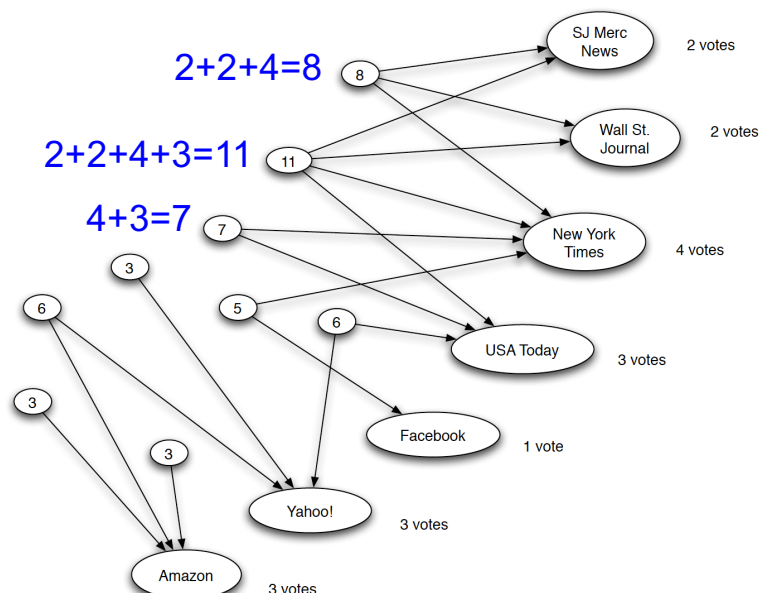 SJ Merc
News
2 votes
2+2+4=8
8
Wall St.
Journal
2 votes
2+2+4+3=11
11
4+3=7
7
New York
Times
4 votes
3
6
5
6
USA Today
3 votes
3
Facebook
1 vote
3
Yahoo!
3 votes
Amazon
3 votes